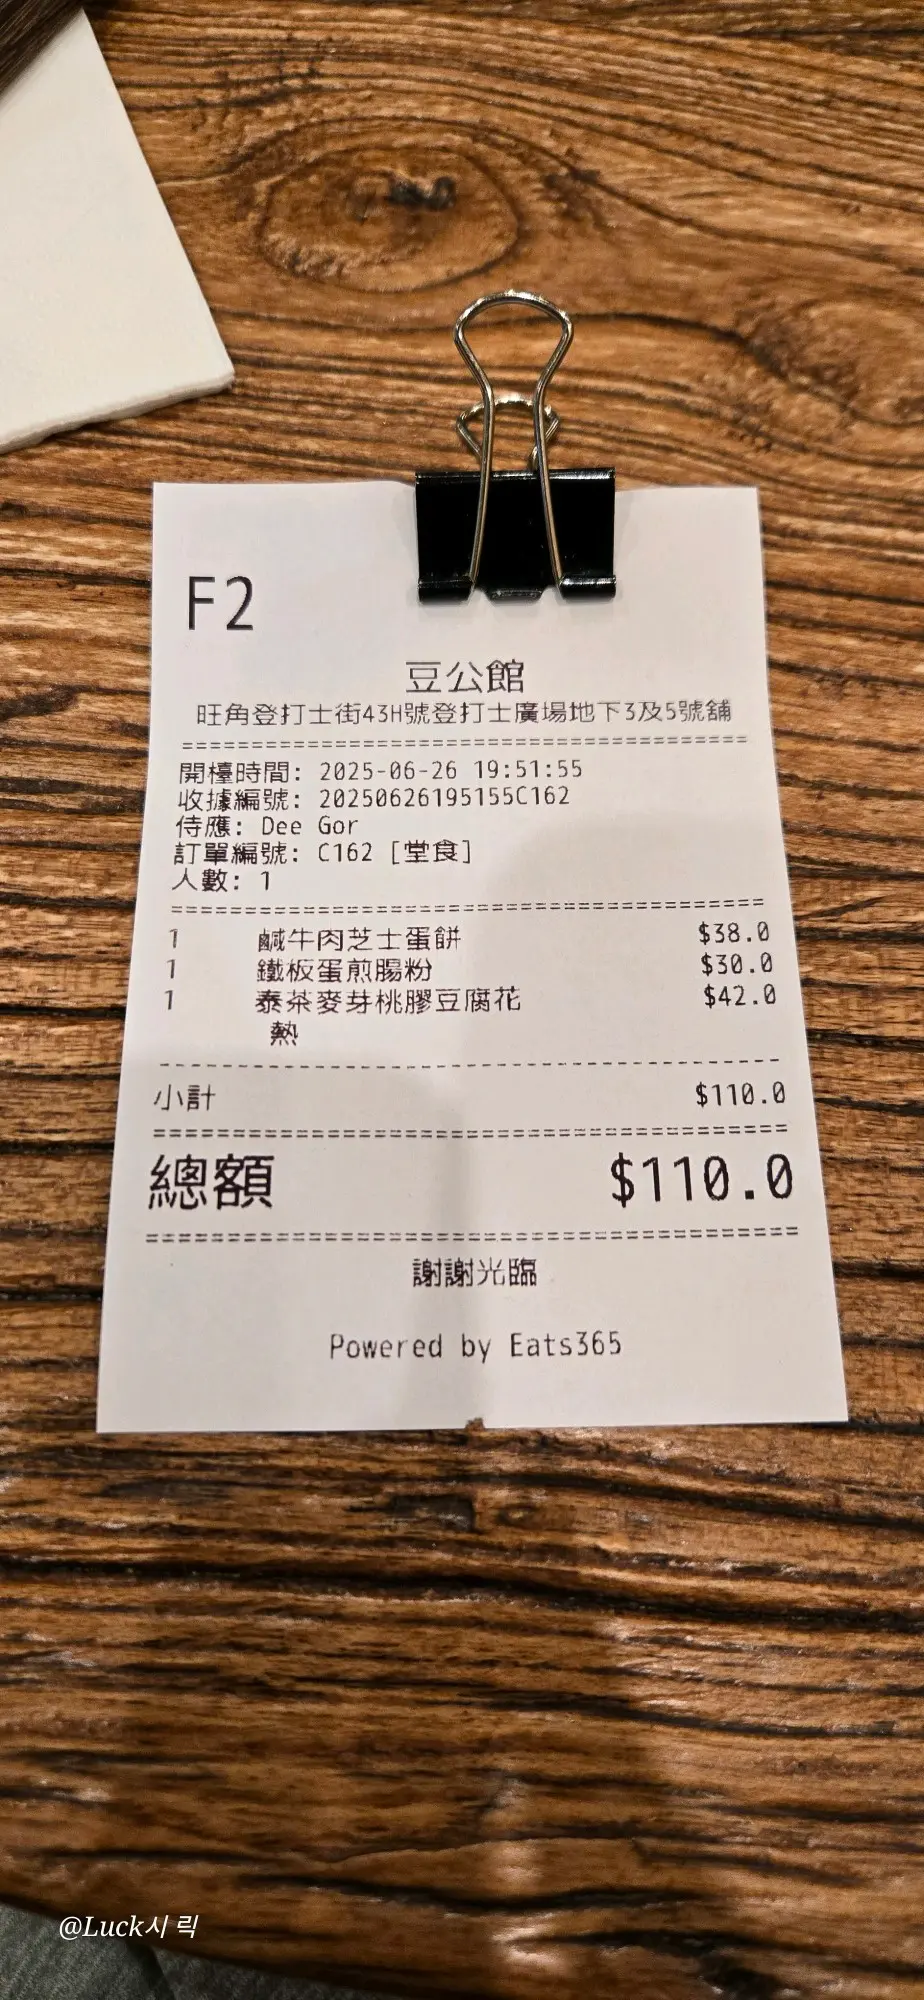 F2
豆公館
旺角登打士街43H號登打士廣場地下3及5號舖
開檯時間: 2025-06-26 19:51:55
收據編號: 20250626195155C162
侍應: Dee Gor
訂單編號: C162 [堂食]
人數: 1
1 鹹牛肉芝士蛋餅 $38.0
1 鐵板蛋煎腸粉 $30.0
1 泰茶麥芽桃膠豆腐花 $42.0
熱
小計 $110.0
總額 $110.0
謝謝光臨
Powered by Eats365
@Luck시 릭